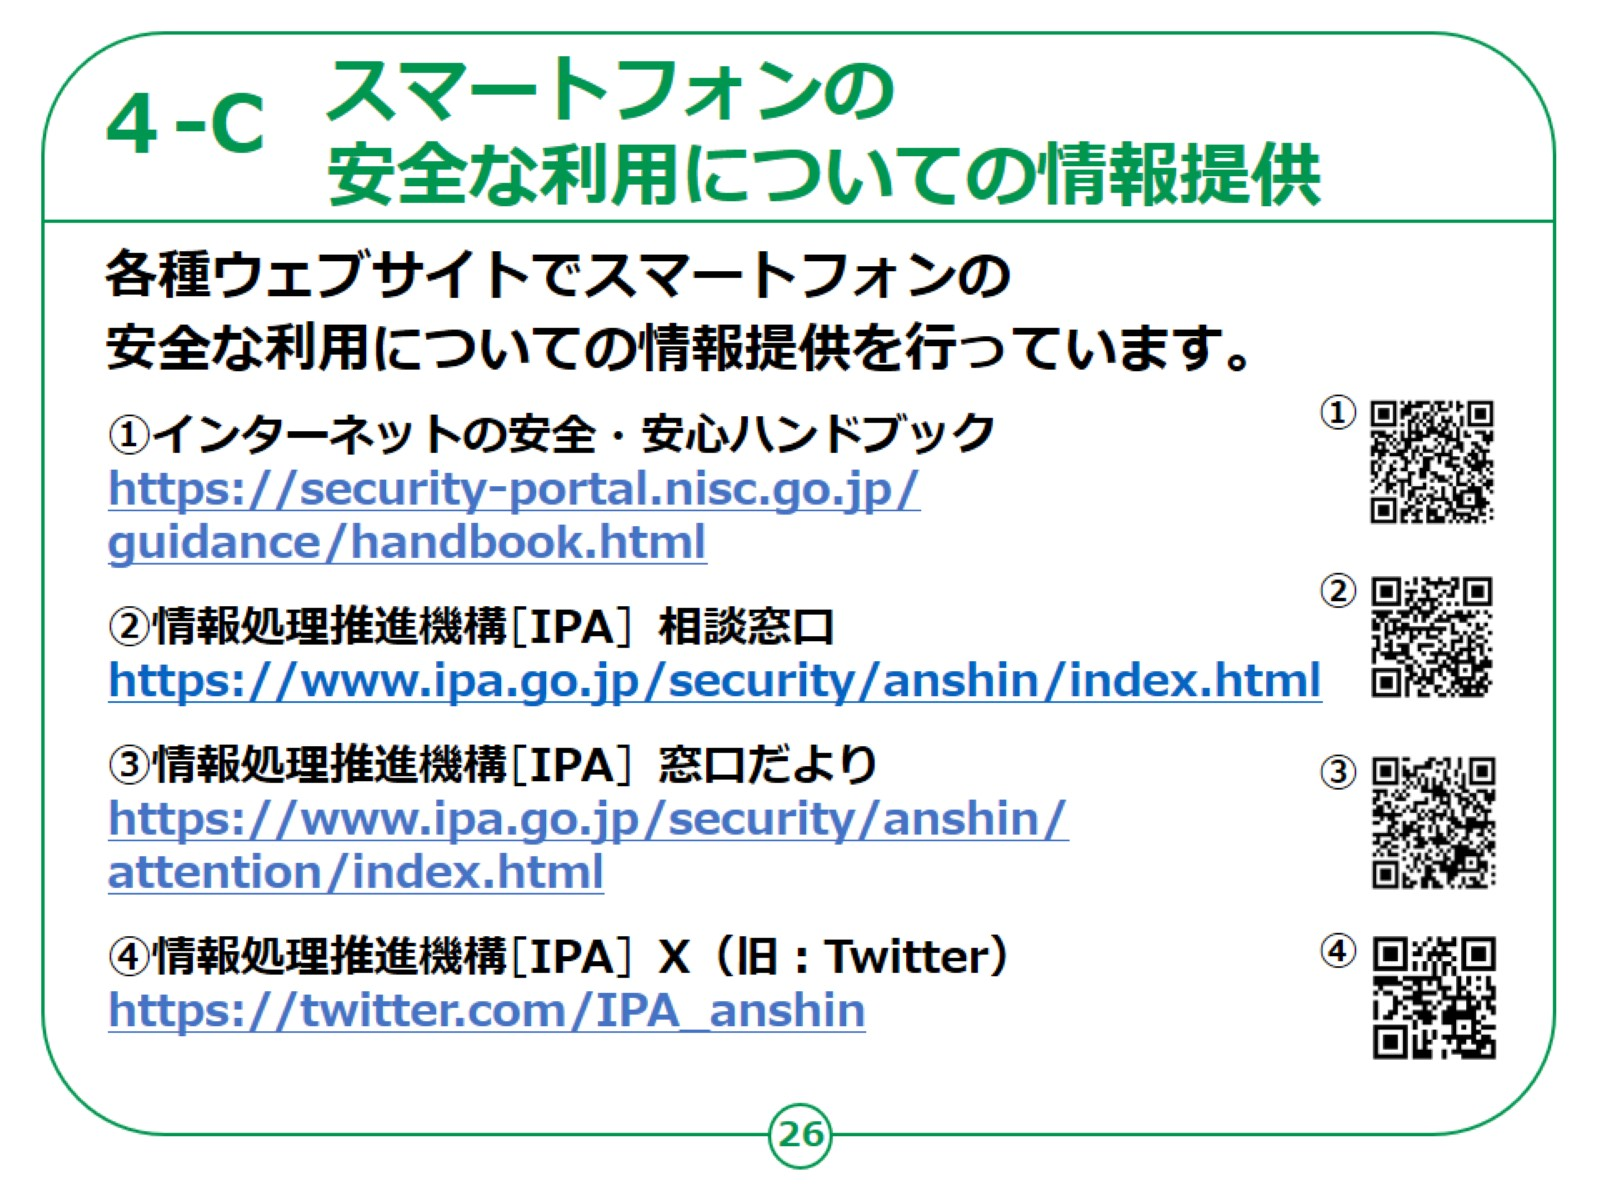 4-C
スマートフォンの
安全な利用についての情報提供
各種ウェブサイトでスマートフォンの
安全な利用についての情報提供を行っています。
①インターネットの安全・安心ハンドブック
https://security-portal.nisc.go.jp/
guidance/handbook.html
②情報処理推進機構［IPA］相談窓口
https://www.ipa.go.jp/security/anshin/index.html
③情報処理推進機構［IPA］窓口だより
https://www.ipa.go.jp/security/anshin/
attention/index.html
④情報処理推進機構［IPA］X（旧：Twitter）
https://twitter.com/IPA_anshin
①
②
③
④
26